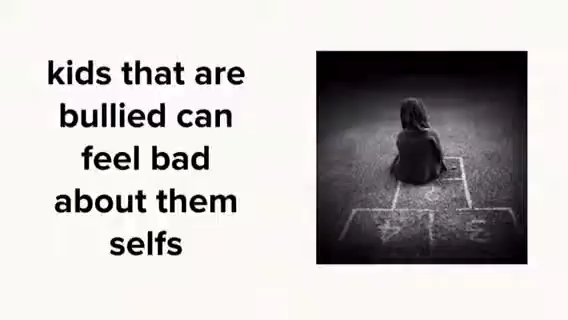 kids that are
bullied can
feel bad
about them
selfs